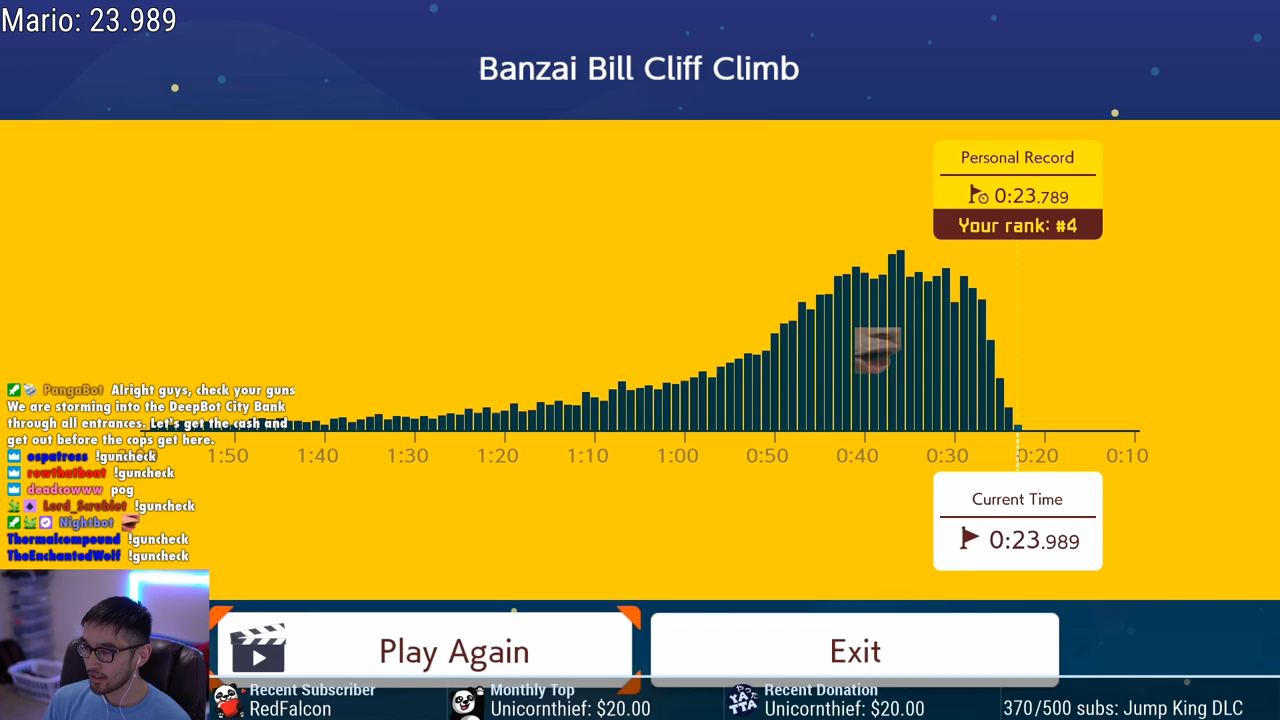 Mario: 23.989
Banzai Bill Cliff Climb
Personal Record
0:23.789
Your rank: #4
PangaBot Alright guys, check your guns
We are storming into the DeepBot City Bank
through all entrances. Let's get the cash and
get out before the cops get here.
ospatross !guncheck
rowthatboat !guncheck
deadcowww pog
Lord_Scrublet !guncheck
Nightbot
Thermalcompound !guncheck
TheEnchantedWolf !guncheck
1:50 1:40 1:30 1:20 1:10 1:00 0:50 0:40 0:30 0:20 0:10
Current Time
0:23.989
Play Again
Exit
Recent Subscriber
RedFalcon
Monthly Top
Unicornthief: $20.00
Recent Donation
Unicornthief: $20.00
370/500 subs: Jump King DLC